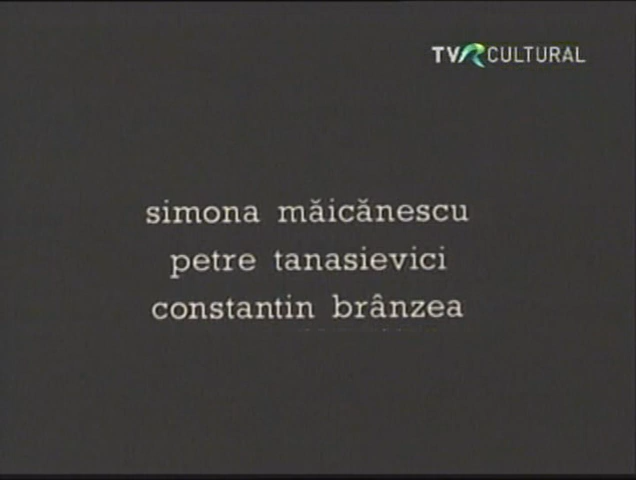 TVR CULTURAL
simona măicănescu
petre tanasievici
constantin brânzea